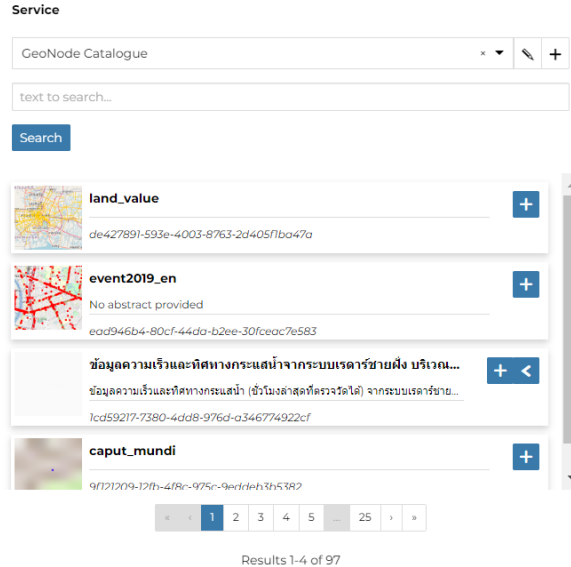 Service
GeoNode Catalogue
text to search...
Search
land_value
de427891-593e-4003-8763-2d405f1ba47a
event2019_en
No abstract provided
ead946b4-80cf-44da-b2ee-30fceac7e583
ข้อมูลความเร็วและทิศทางกระแสน้ำจากระบบเรดาร์ชายฝั่ง บริเวณ...
ข้อมูลความเร็วและทิศทางกระแสน้ำ (ชั่วโมงล่าสุดที่ตรวจวัดได้) จากระบบเรดาร์ชาย...
1cd59217-7380-4dd8-976d-a346774922cf
caput_mundi
9f121209-12fb-4f8c-975c-9eddeb3b5382
« ‹ 1 2 3 4 5 ... 25 › »
Results 1-4 of 97